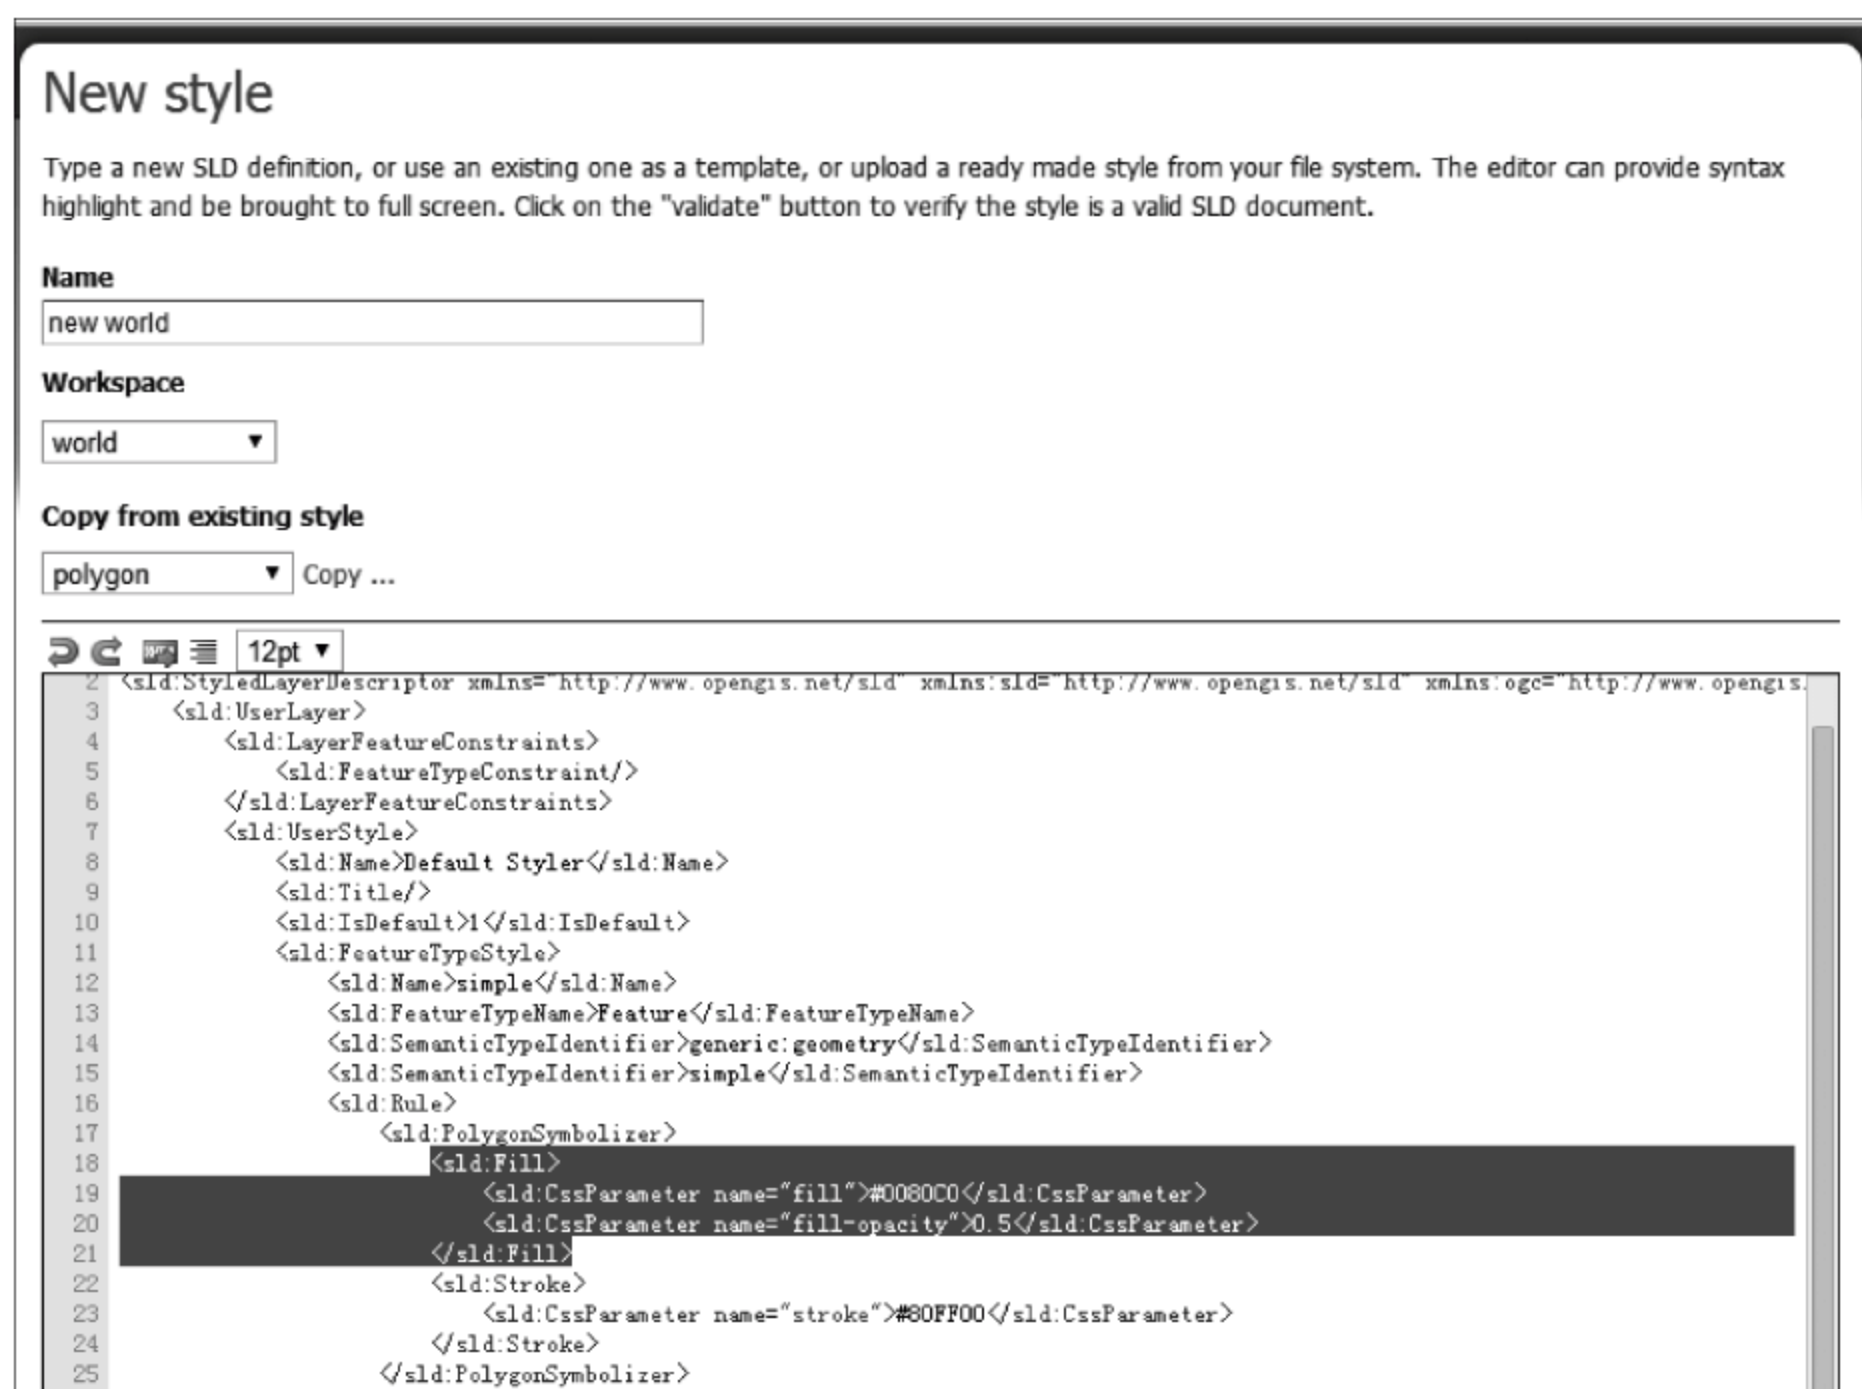 New style
Type a new SLD definition, or use an existing one as a template, or upload a ready made style from your file system. The editor can provide syntax
highlight and be brought to full screen. Click on the "validate" button to verify the style is a valid SLD document.
Name
new world
Workspace
world
Copy from existing style
polygon Copy ...
12pt
2 <sld:StyledLayerDescriptor xmlns="http://www.opengis.net/sld" xmlns:sld="http://www.opengis.net/sld" xmlns:ogc="http://www.opengis.
3 <sld:UserLayer>
4 <sld:LayerFeatureConstraints>
5 <sld:FeatureTypeConstraint/>
6 </sld:LayerFeatureConstraints>
7 <sld:UserStyle>
8 <sld:Name>Default Styler</sld:Name>
9 <sld:Title/>
10 <sld:IsDefault>1</sld:IsDefault>
11 <sld:FeatureTypeStyle>
12 <sld:Name>simple</sld:Name>
13 <sld:FeatureTypeName>Feature</sld:FeatureTypeName>
14 <sld:SemanticTypeIdentifier>generic:geometry</sld:SemanticTypeIdentifier>
15 <sld:SemanticTypeIdentifier>simple</sld:SemanticTypeIdentifier>
16 <sld:Rule>
17 <sld:PolygonSymbolizer>
18 <sld:Fill>
19 <sld:CssParameter name="fill">#0080C0</sld:CssParameter>
20 <sld:CssParameter name="fill-opacity">0.5</sld:CssParameter>
21 </sld:Fill>
22 <sld:Stroke>
23 <sld:CssParameter name="stroke">#80FF00</sld:CssParameter>
24 </sld:Stroke>
25 </sld:PolygonSymbolizer>